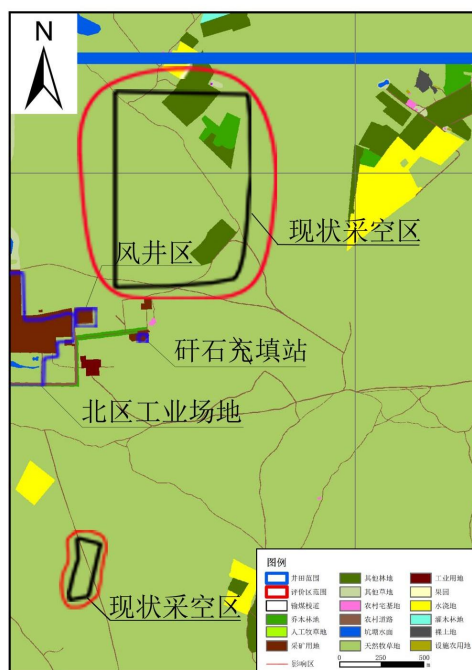 N
现状采空区
风井区
矸石充填站
北区工业场地
现状采空区
图例
井田范围
其他林地
工业用地
评价区范围
其他草地
果园
输煤栈道
农村宅基地
水浇地
乔木林地
农村道路
灌木林地
人工牧草地
坑塘水面
裸土地
采矿用地
天然牧草地
设施农用地
影响区
0 250 500
m